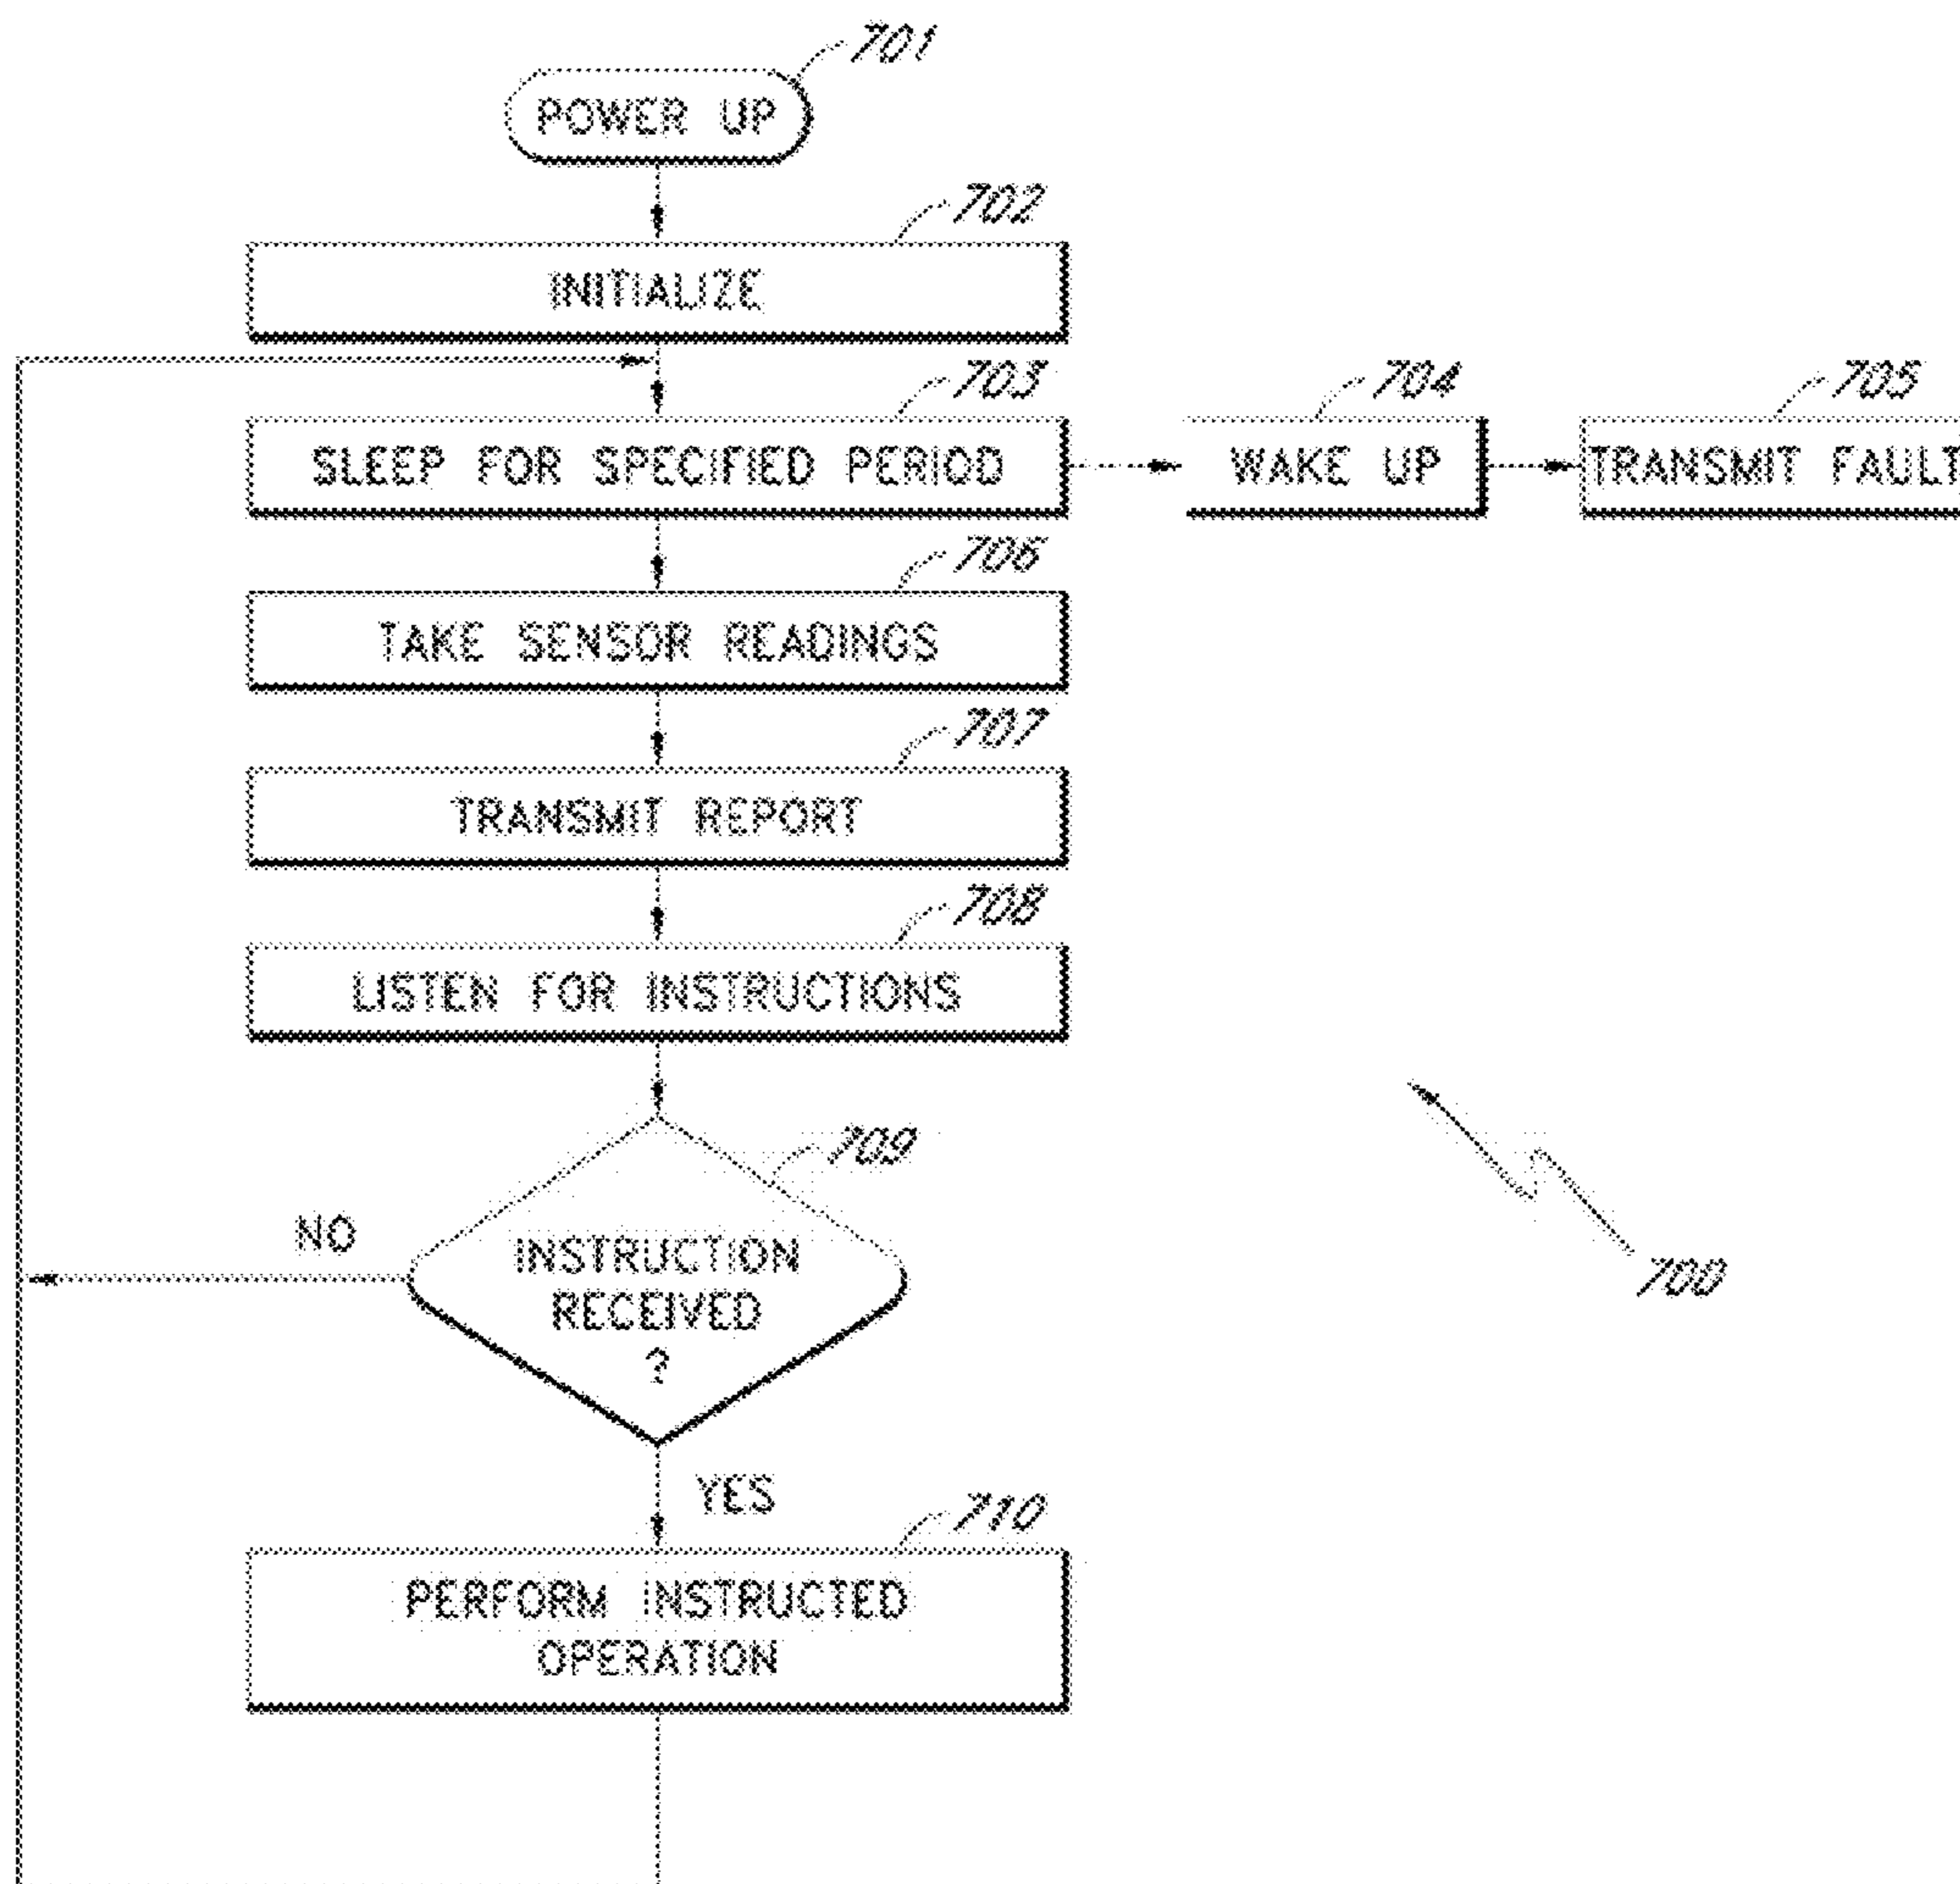 701
POWER UP
702
INITIALIZE
703
SLEEP FOR SPECIFIED PERIOD
704
WAKE UP
705
TRANSMIT FAULT
706
TAKE SENSOR READINGS
707
TRANSMIT REPORT
708
LISTEN FOR INSTRUCTIONS
709
INSTRUCTION
RECEIVED
?
NO
700
YES
710
PERFORM INSTRUCTED
OPERATION